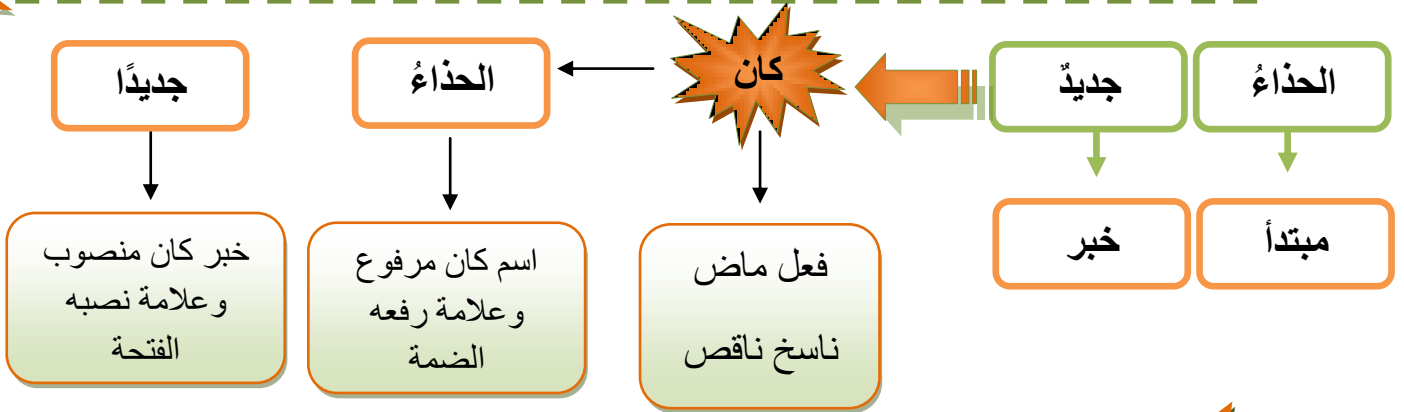 الحذاءُ
جديدٌ
كان
الحذاءُ
جديدًا
مبتدأ
خبر
فعل ماض
ناسخ ناقص
اسم كان مرفوع
وعلامة رفعه
الضمة
خبر كان منصوب
وعلامة نصبه
الفتحة